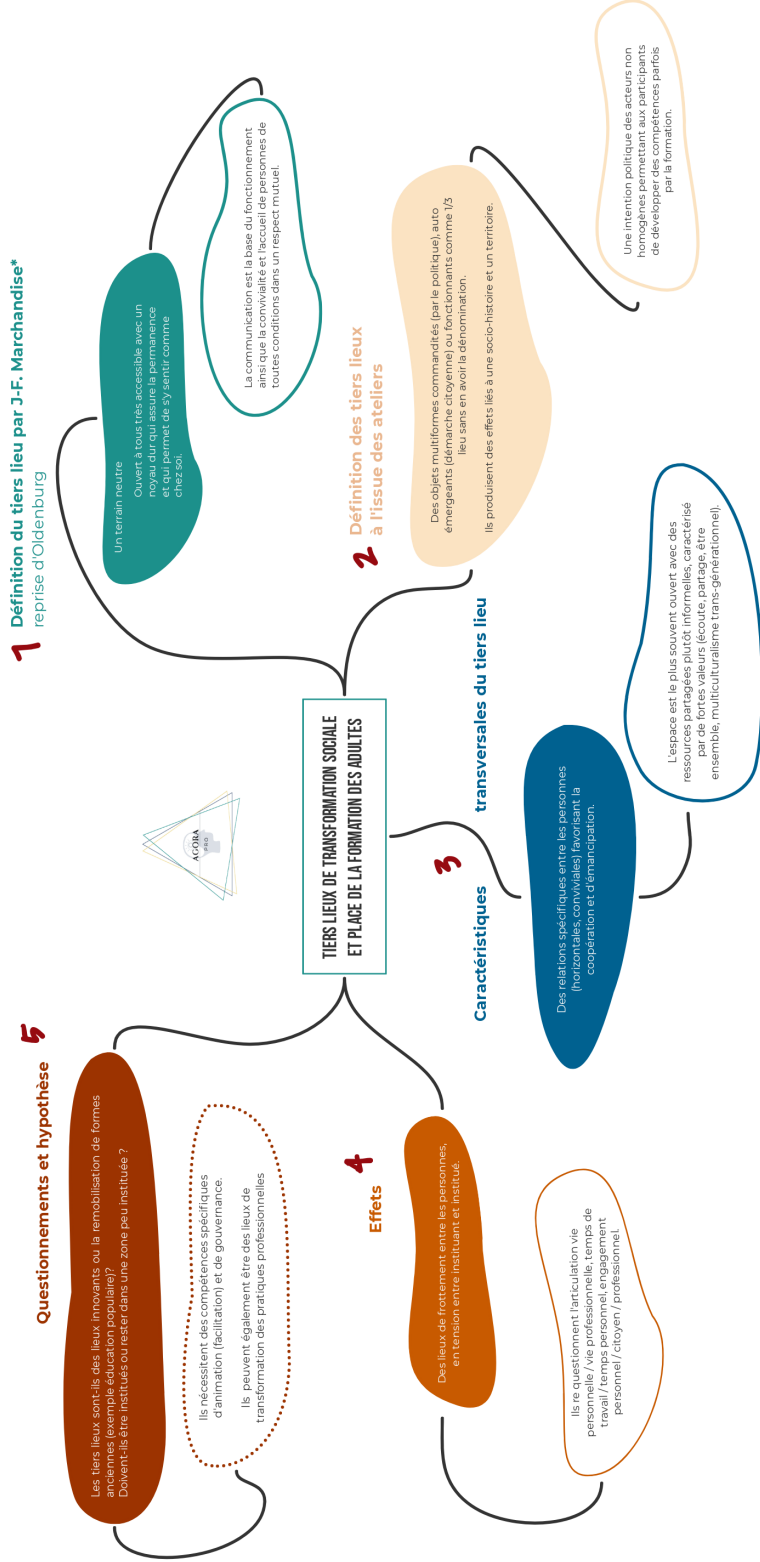 TIERS LIEUX DE TRANSFORMATION SOCIALE
ET PLACE DE LA FORMATION DES ADULTES
AGORA
PRO
1
Définition du tiers lieu par J-F. Marchandise*
reprise d'Oldenburg
Un terrain neutre
Ouvert à tous très accessible avec un
noyau dur qui assure la permanence
et qui permet de s'y sentir comme
chez soi.
La communication est la base du fonctionnement
ainsi que la convivialité et l'accueil de personnes de
toutes conditions dans un respect mutuel.
2
Définition des tiers lieux
à l'issue des ateliers
Des objets multiformes commandités (par le politique), auto
émergeants (démarche citoyenne) ou fonctionnants comme 1/3
lieu sans en avoir la dénomination.
Ils produisent des effets liés à une socio-histoire et un territoire.
Une intention politique des acteurs non
homogènes permettant aux participants
de développer des compétences parfois
par la formation.
3
Caractéristiques transversales du tiers lieu
Des relations spécifiques entre les personnes
(horizontales, conviviales) favorisant la
coopération et d'émancipation.
L'espace est le plus souvent ouvert avec des
ressources partagées plutôt informelles, caractérisé
par de fortes valeurs (écoute, partage, être
ensemble, multiculturalisme trans-générationnel).
4
Effets
Des lieux de frottement entre les personnes,
en tension entre instituant et institué.
Ils re questionnent l'articulation vie
personnelle / vie professionnelle, temps de
travail / temps personnel, engagement
personnel / citoyen / professionnel.
5
Questionnements et hypothèse
Les tiers lieux sont-ils des lieux innovants ou la remobilisation de formes
anciennes (exemple éducation populaire)?
Doivent-ils être institués ou rester dans une zone peu instituée ?
Ils nécessitent des compétences spécifiques
d'animation (facilitation) et de gouvernance.
Ils peuvent également être des lieux de
transformation des pratiques professionnelles